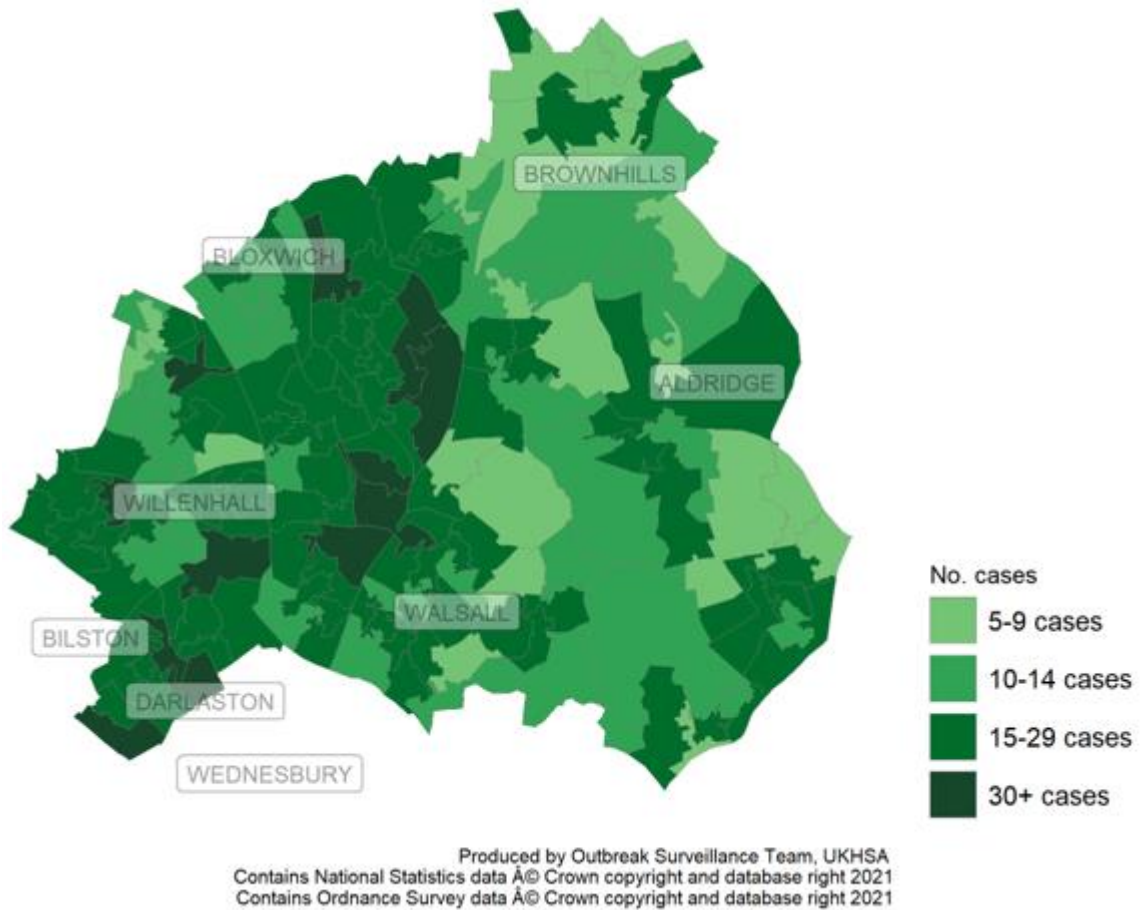 BROWNHILLS
BLOXWICH
ALDRIDGE
WILLENHALL
WALSALL
BILSTON
DARLASTON
WEDNESBURY
No. cases
5-9 cases
10-14 cases
15-29 cases
30+ cases
Produced by Outbreak Surveillance Team, UKHSA
Contains National Statistics data Â© Crown copyright and database right 2021
Contains Ordnance Survey data Â© Crown copyright and database right 2021